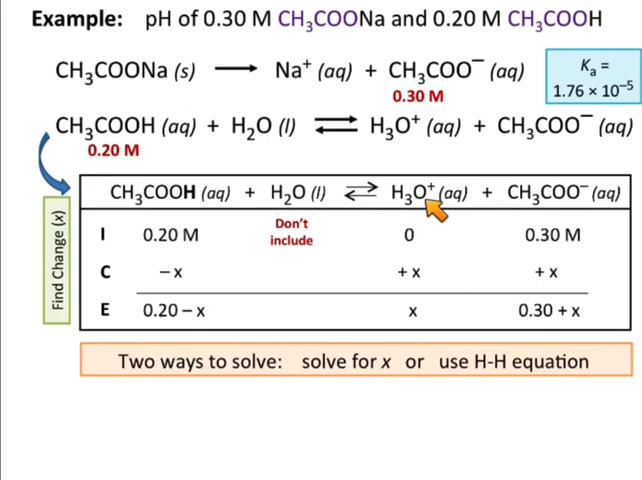 Example: pH of 0.30 M CH₃COONa and 0.20 M CH₃COOH
CH₃COONa (s) ⟶ Na⁺ (aq) + CH₃COO⁻ (aq)
0.30 M
Kₐ =
1.76 × 10⁻⁵
CH₃COOH (aq) + H₂O (l) ⇌ H₃O⁺ (aq) + CH₃COO⁻ (aq)
0.20 M
Find Change (x)
CH₃COOH (aq) + H₂O (l) ⇌ H₃O⁺ (aq) + CH₃COO⁻ (aq)
I 0.20 M Don't include 0 0.30 M
C – x + x + x
E 0.20 – x x 0.30 + x
Two ways to solve: solve for x or use H-H equation